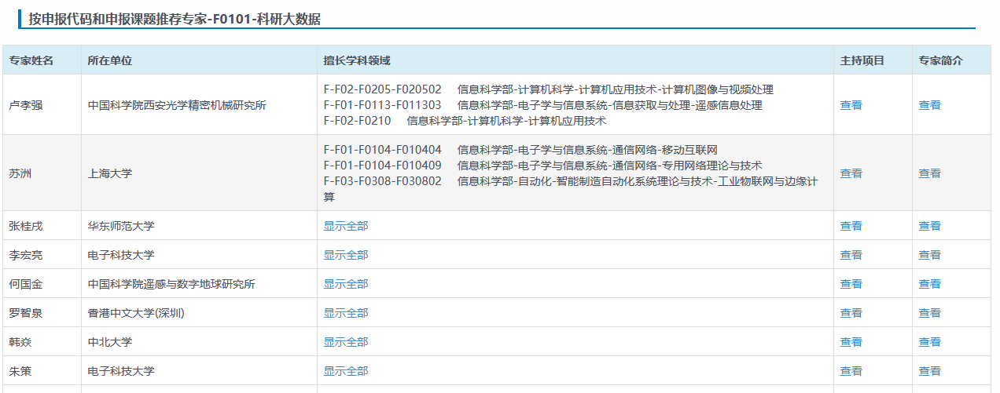 按申报代码和申报课题推荐专家-F0101-科研大数据
专家姓名 所在单位 擅长学科领域 主持项目 专家简介
卢孝强 中国科学院西安光学精密机械研究所 F-F02-F0205-F020502 信息科学部-计算机科学-计算机应用技术-计算机图像与视频处理
F-F01-F0113-F011303 信息科学部-电子学与信息系统-信息获取与处理-遥感信息处理 查看 查看
F-F02-F0210 信息科学部-计算机科学-计算机应用技术
苏洲 上海大学 F-F01-F0104-F010404 信息科学部-电子学与信息系统-通信网络-移动互联网
F-F01-F0104-F010409 信息科学部-电子学与信息系统-通信网络-专用网络理论与技术 查看 查看
F-F03-F0308-F030802 信息科学部-自动化-智能制造自动化系统理论与技术-工业物联网与边缘计
算
张桂戌 华东师范大学 显示全部 查看 查看
李宏亮 电子科技大学 显示全部 查看 查看
何国金 中国科学院遥感与数字地球研究所 显示全部 查看 查看
罗智泉 香港中文大学(深圳) 显示全部 查看 查看
韩焱 中北大学 显示全部 查看 查看
朱策 电子科技大学 显示全部 查看 查看